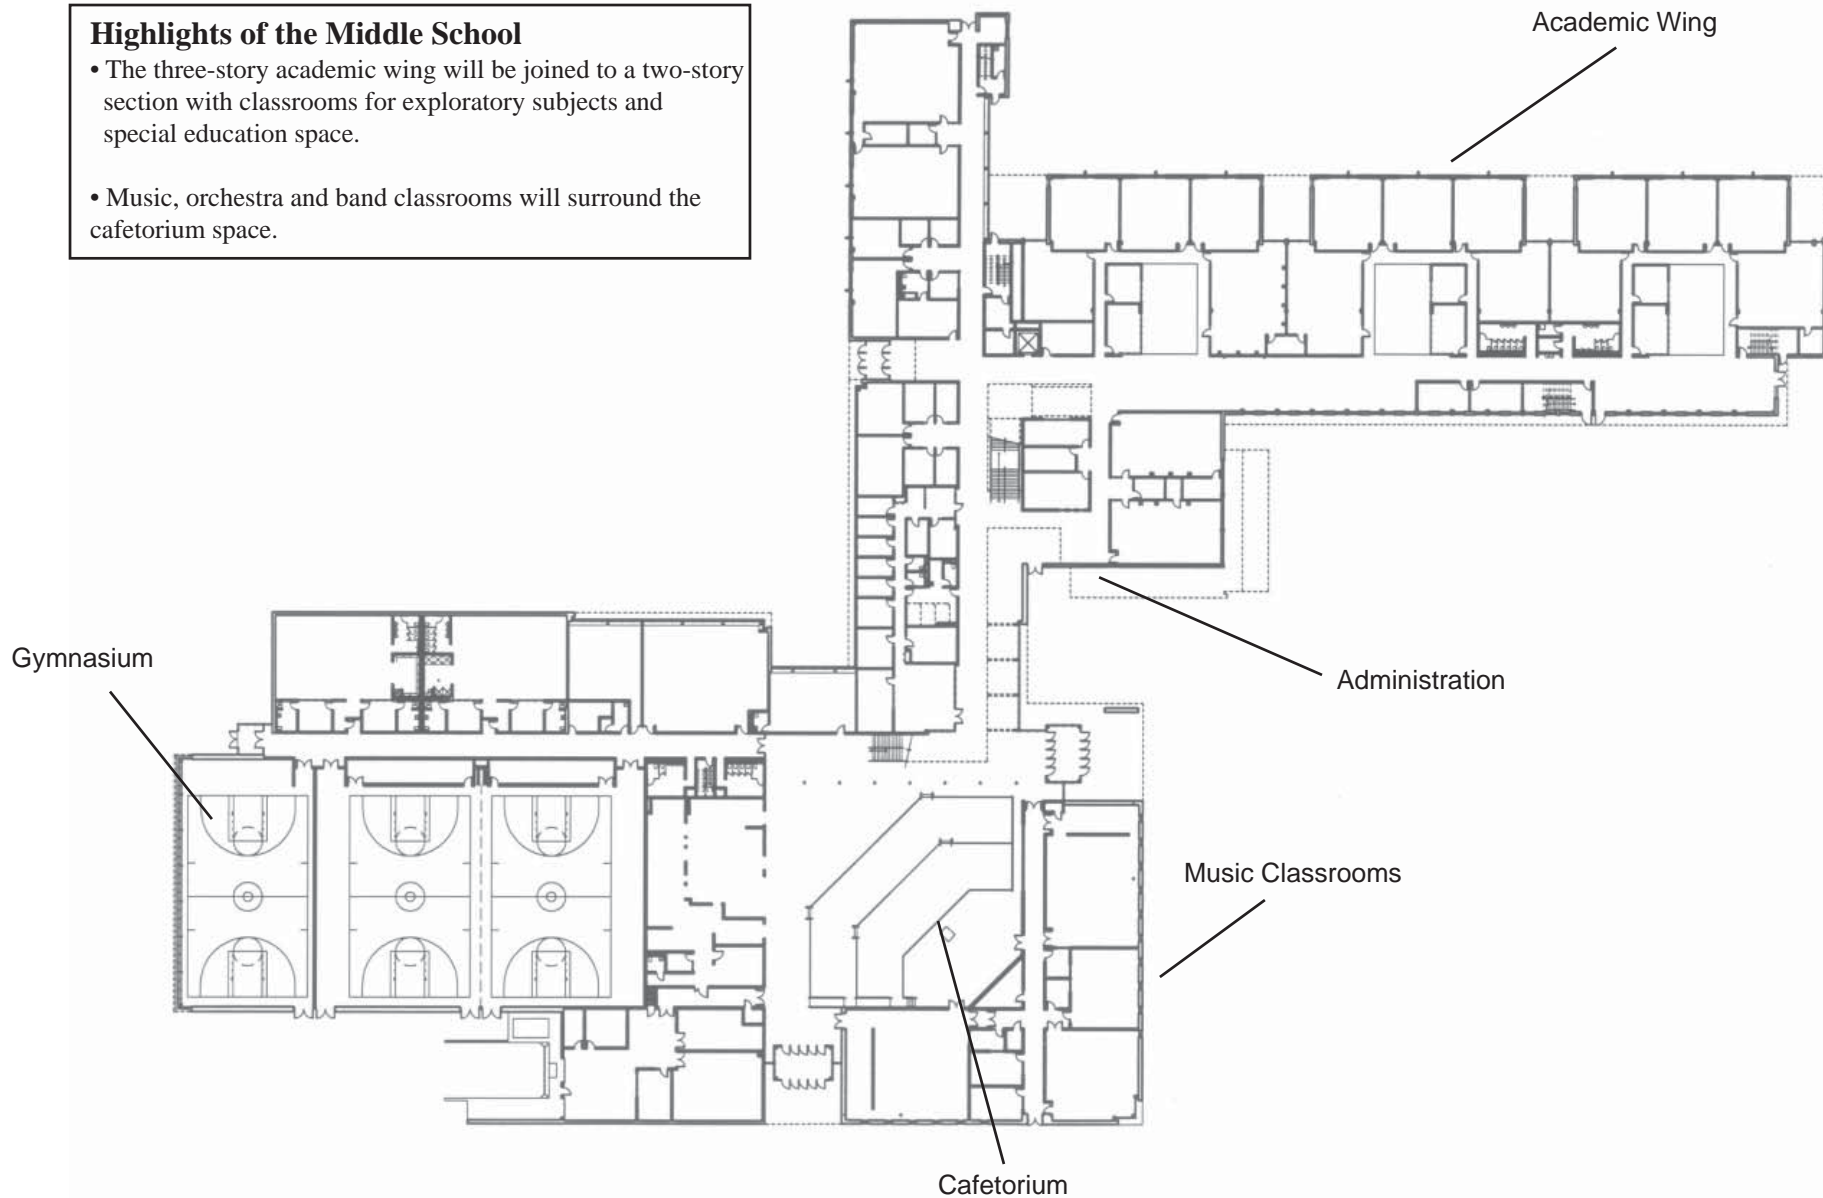 Highlights of the Middle School
• The three-story academic wing will be joined to a two-story
section with classrooms for exploratory subjects and
special education space.
• Music, orchestra and band classrooms will surround the
cafetorium space.
Academic Wing
Gymnasium
Administration
Music Classrooms
Cafetorium